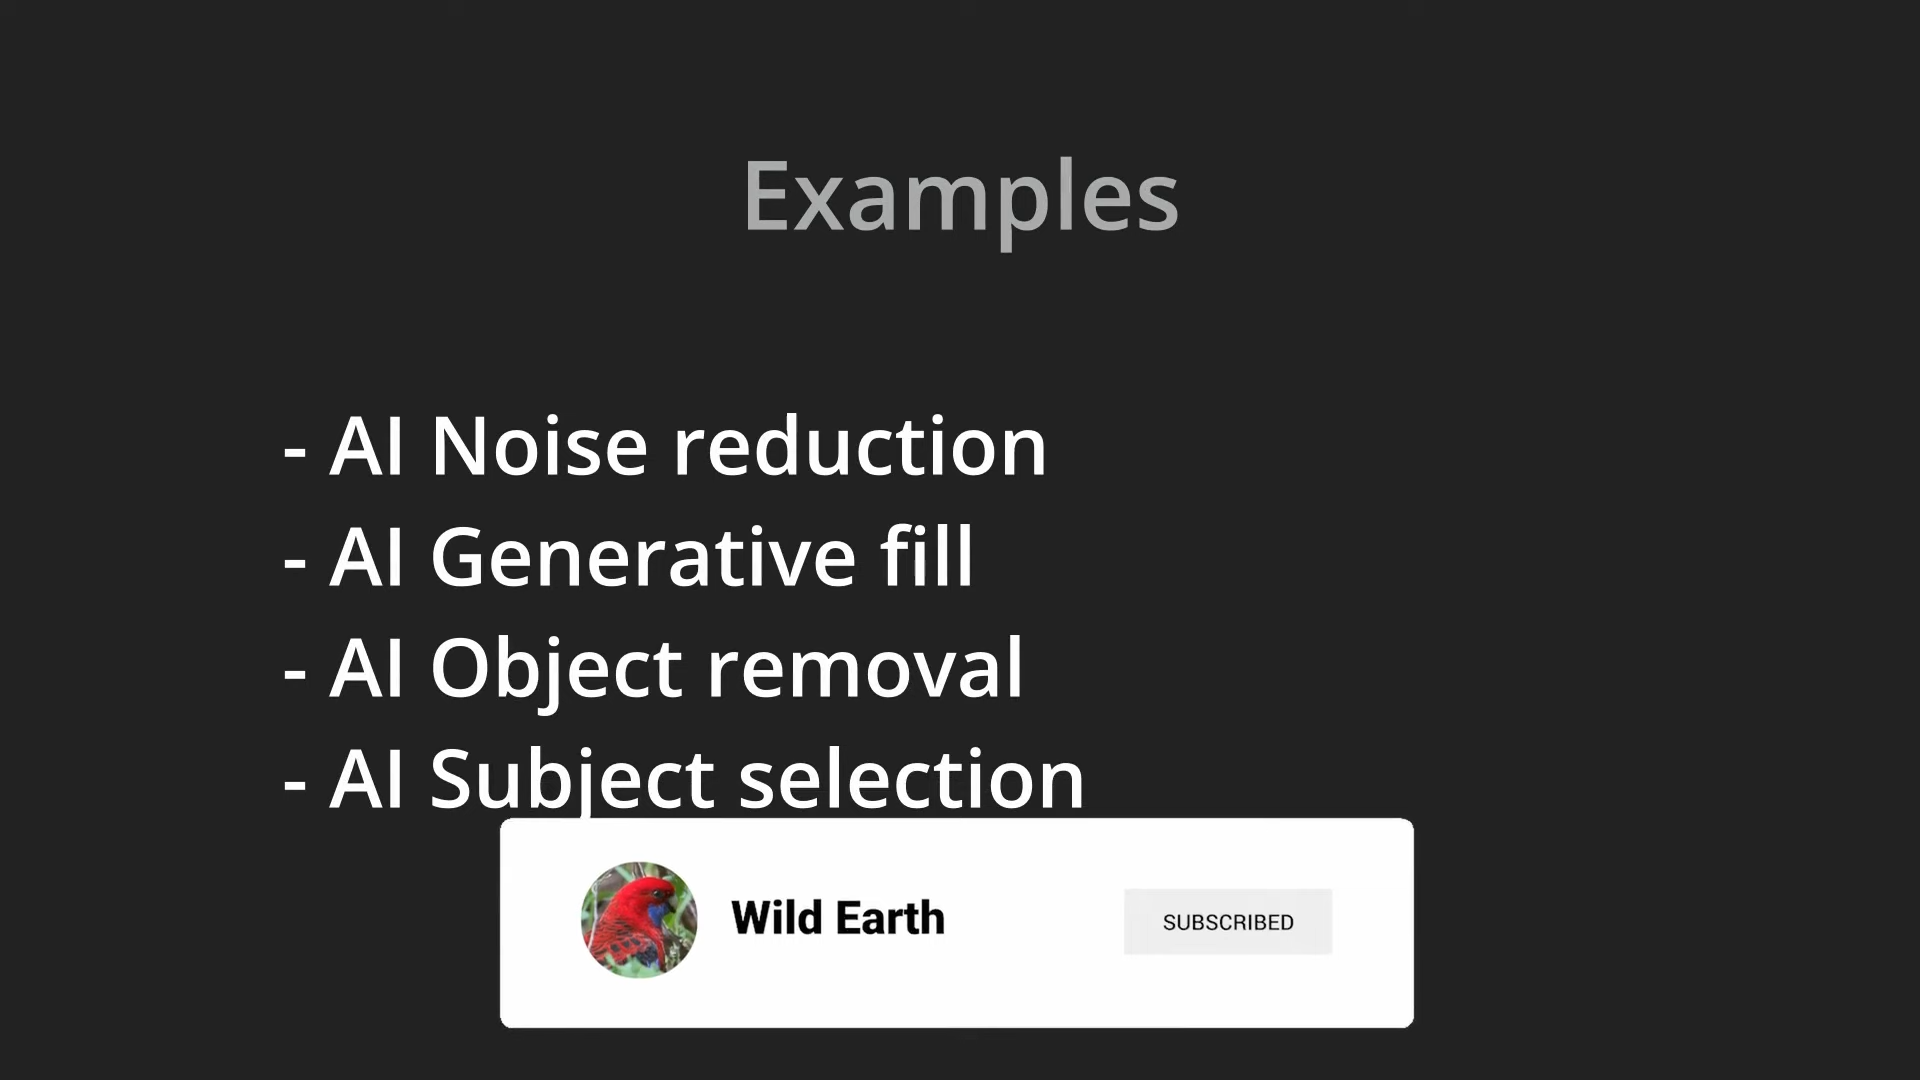 Examples
- AI Noise reduction
- AI Generative fill
- AI Object removal
- AI Subject selection
Wild Earth
SUBSCRIBED